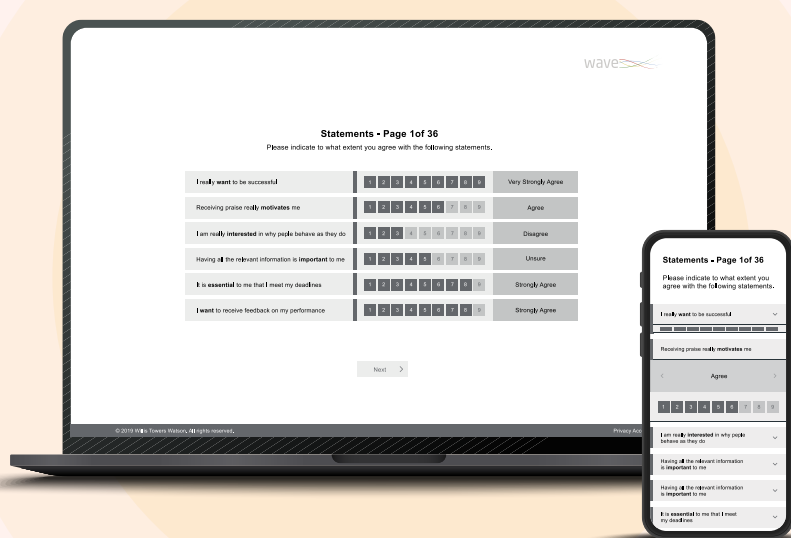 wave
Statements - Page 1of 36
Please indicate to what extent you agree with the following statements.
I really want to be successful
1 2 3 4 5 6 7 8 9
Very Strongly Agree
Receiving praise really motivates me
1 2 3 4 5 6 7 8 9
Agree
I am really interested in why peple behave as they do
1 2 3 4 5 6 7 8 9
Disagree
Having all the relevant information is important to me
1 2 3 4 5 6 7 8 9
Unsure
It is essential to me that I meet my deadlines
1 2 3 4 5 6 7 8 9
Strongly Agree
I want to receive feedback on my performance
1 2 3 4 5 6 7 8 9
Strongly Agree
Next
© 2019 Willis Towers Watson. All rights reserved.
Privacy Acc
Statements - Page 1of 36
Please indicate to what extent you
agree with the following statements.
I really want to be successful
Receiving praise really motivates me
Agree
1 2 3 4 5 6 7 8 9
I am really interested in why peple
behave as they do
Having all the relevant information
is important to me
Having all the relevant information
is important to me
It is essential to me that I meet
my deadlines